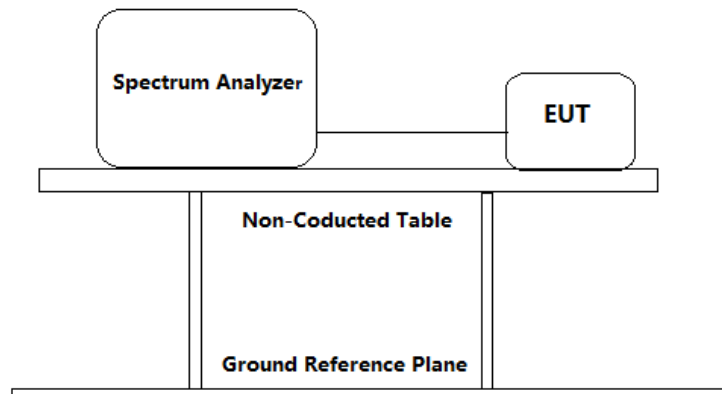 Spectrum Analyzer
EUT
Non-Coducted Table
Ground Reference Plane